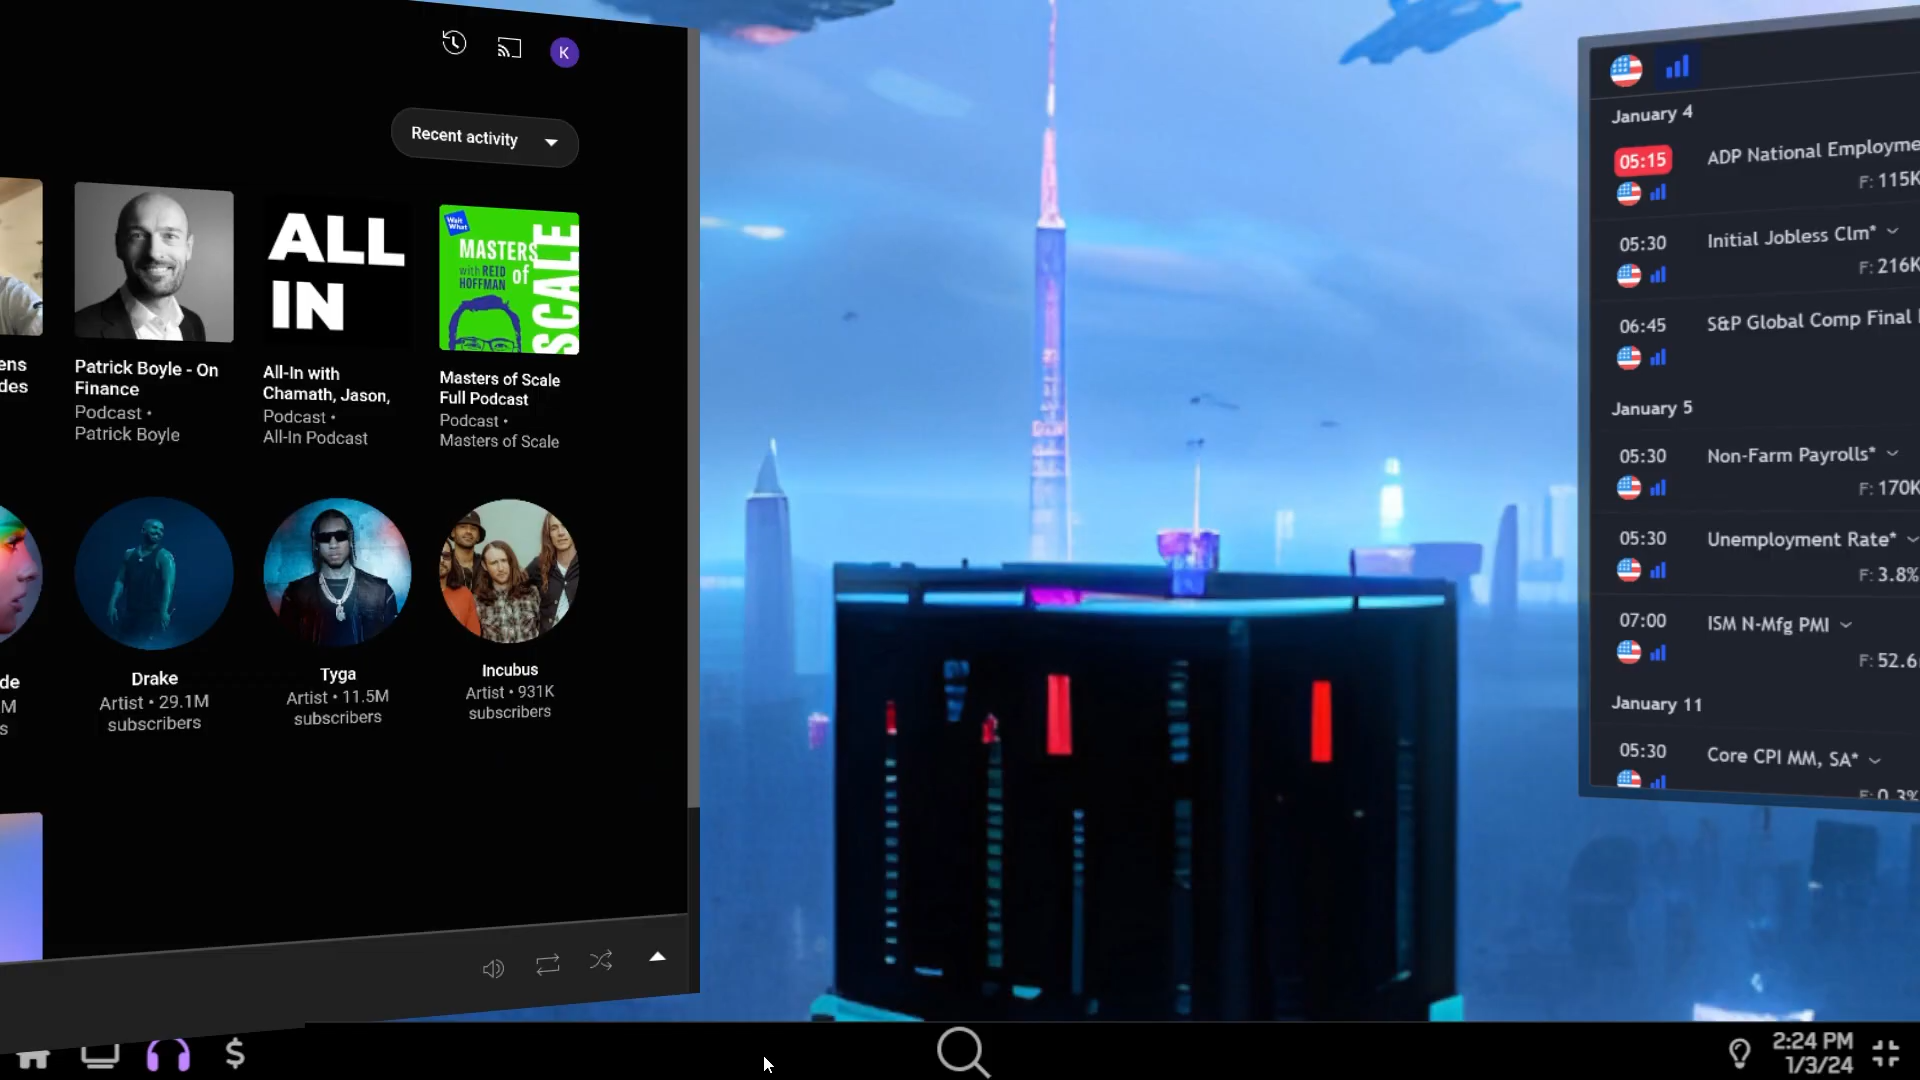 K
Recent activity
Wait What
MASTERS
of
SCALE
with REID
HOFFMAN
ALL
IN
ens
des
Patrick Boyle - On
Finance
Podcast •
Patrick Boyle
All-In with
Chamath, Jason,
Podcast •
All-In Podcast
Masters of Scale
Full Podcast
Podcast •
Masters of Scale
de
M
s
Drake
Artist • 29.1M
subscribers
Tyga
Artist • 11.5M
subscribers
Incubus
Artist • 931K
subscribers
January 4
05:15
ADP National Employme
F: 115K
05:30
Initial Jobless Clm*
F: 216K
06:45
S&P Global Comp Final
January 5
05:30
Non-Farm Payrolls*
F: 170K
05:30
Unemployment Rate*
F: 3.8%
07:00
ISM N-Mfg PMI
F: 52.6
January 11
05:30
Core CPI MM, SA*
F: 0.3%
$
2:24 PM
1/3/24